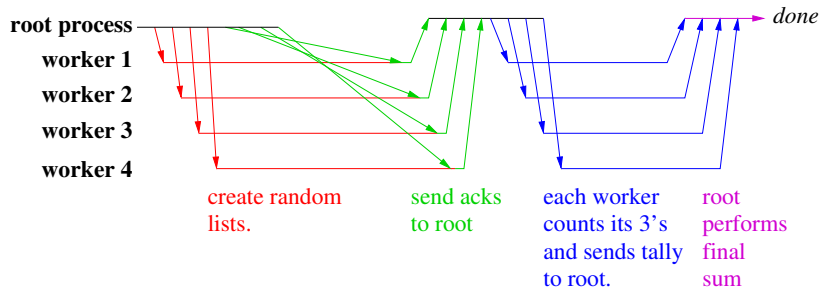 root process
done
worker 1
worker 2
worker 3
worker 4
create random
lists.
send acks
to root
each worker
counts its 3's
and sends tally
to root.
root
performs
final
sum